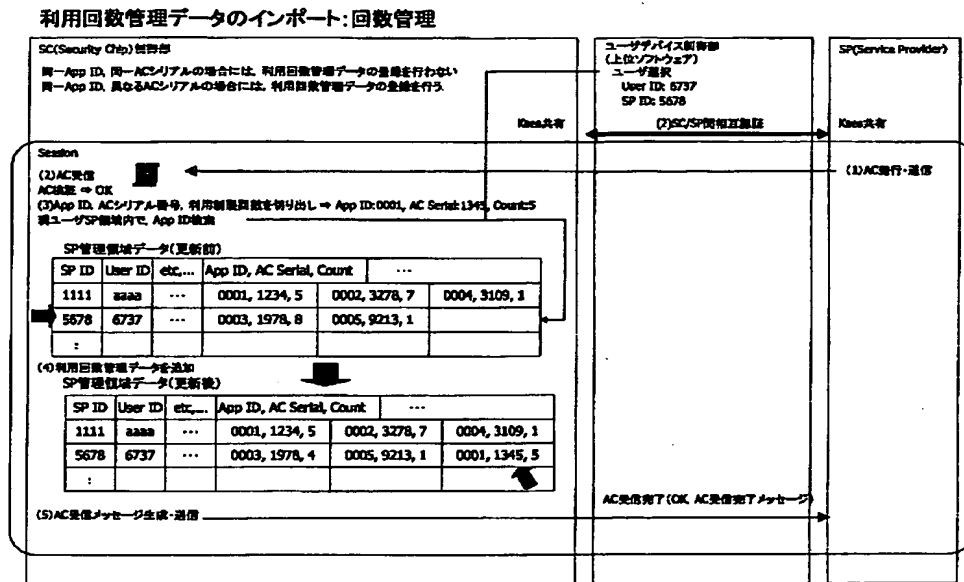 利用回数管理データのインポート:回数管理
SC(Security Chip)制御部
同一App ID, 同一ACシリアルの場合には, 利用回数管理データの登録を行わない
同一App ID, 異なるACシリアルの場合には, 利用回数管理データの登録を行う.
Kses共有
ユーザデバイス制御部
(上位ソフトウェア)
ユーザ選択
User ID: 6737
SP ID: 5678
(2)SC/SP間相互認証
SP(Service Provider)
Kses共有
Session
(1)AC発行・送信
(2)AC受信
AC検証 ⇒ OK
(3)App ID, ACシリアル番号, 利用制限回数を切り出し ⇒ App ID:0001, AC Serial:1345, Count:5
現ユーザSP領域内で, App ID検索
SP管理領域データ(更新前)
SP ID User ID etc,... App ID, AC Serial, Count ...
1111 aaaa ... 0001, 1234, 5 0002, 3278, 7 0004, 3109, 1
5678 6737 ... 0003, 1978, 8 0005, 9213, 1
:
(4)利用回数管理データを追加
SP管理領域データ(更新後)
SP ID User ID etc,... App ID, AC Serial, Count ...
1111 aaaa ... 0001, 1234, 5 0002, 3278, 7 0004, 3109, 1
5678 6737 ... 0003, 1978, 4 0005, 9213, 1 0001, 1345, 5
:
AC受信完了(OK, AC受信完了メッセージ)
(5)AC受信メッセージ生成・送信